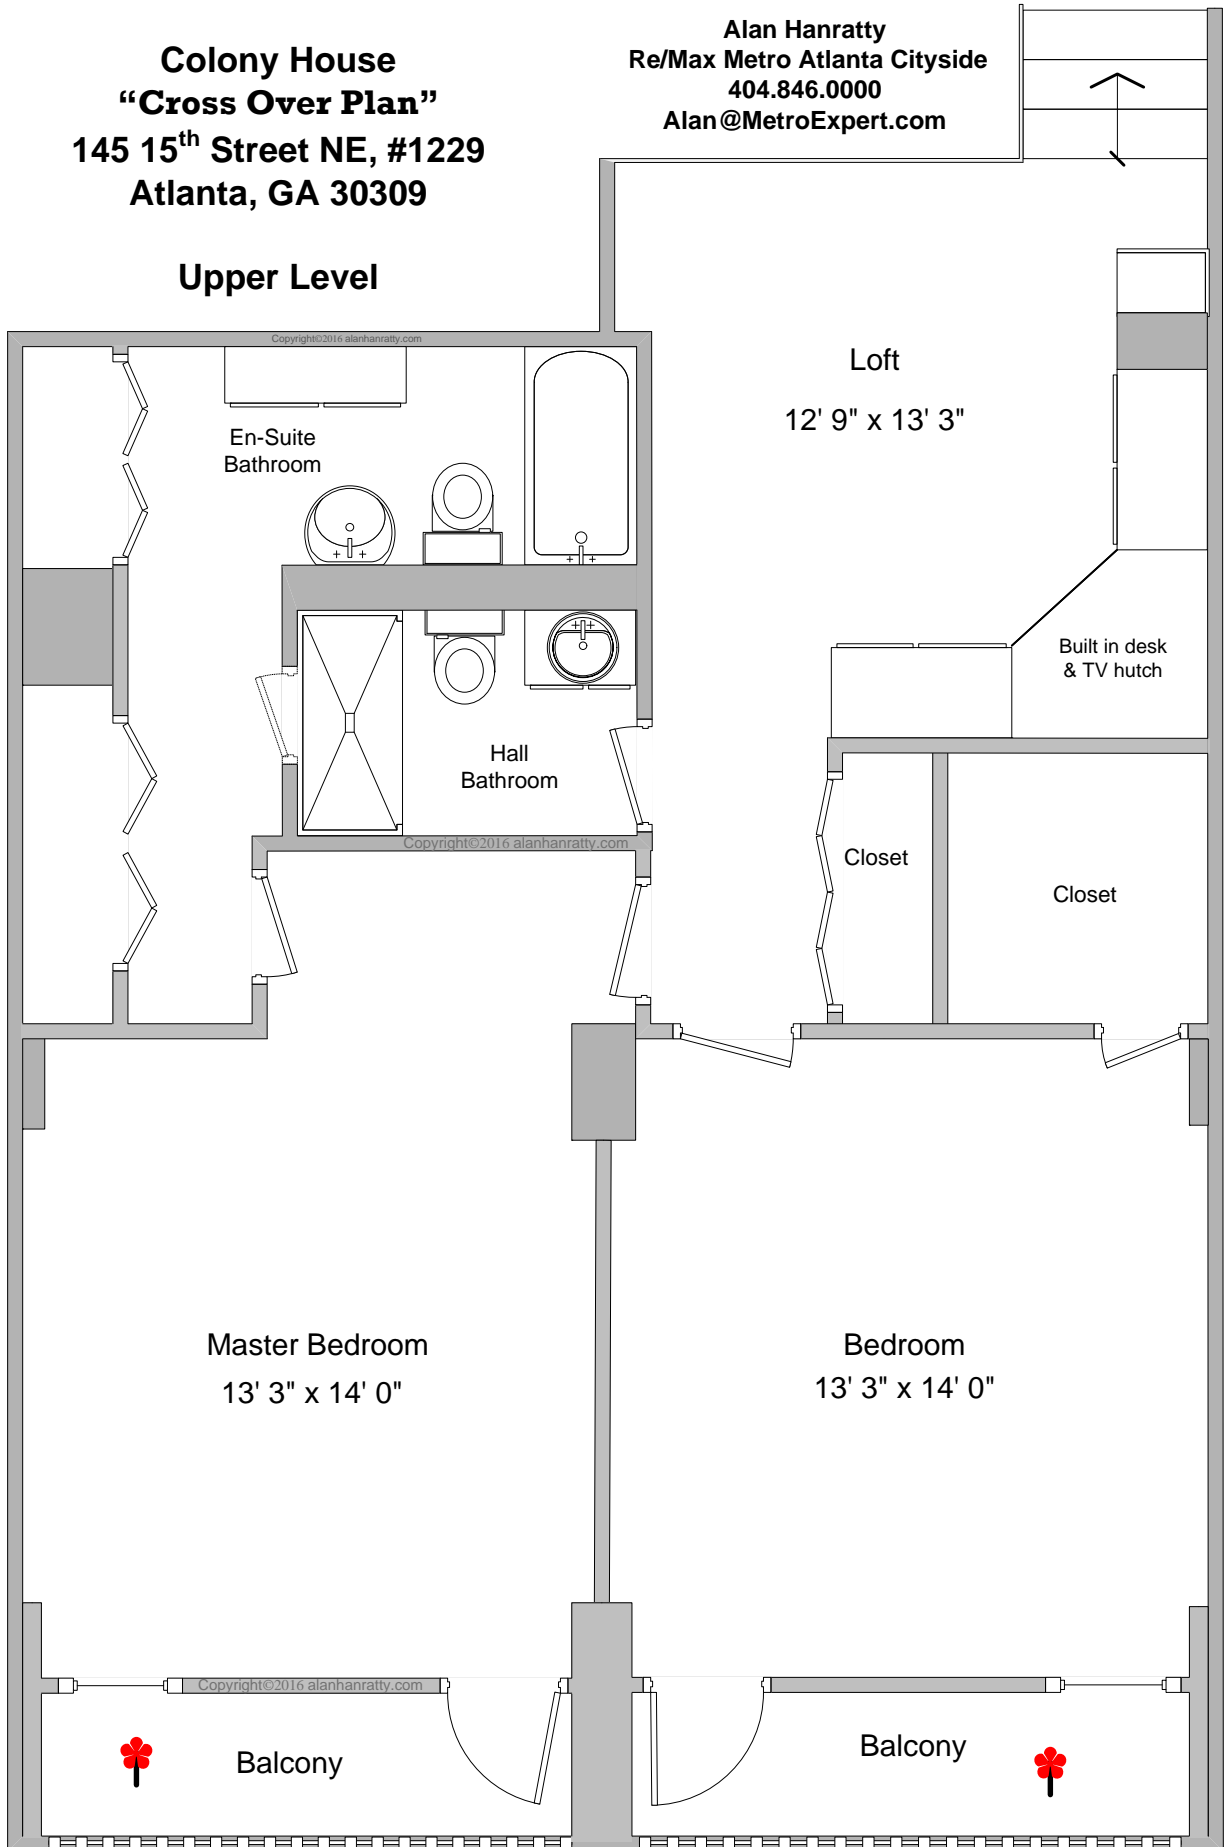 Colony House
“Cross Over Plan”
145 15th Street NE, #1229
Atlanta, GA 30309
Upper Level
Alan Hanratty
Re/Max Metro Atlanta Cityside
404.846.0000
Alan@MetroExpert.com
Copyright©2016 alanhanratty.com
Loft
12' 9" x 13' 3"
En-Suite
Bathroom
Built in desk
& TV hutch
Hall
Bathroom
Copyright©2016 alanhanratty.com
Closet
Closet
Master Bedroom
13' 3" x 14' 0"
Bedroom
13' 3" x 14' 0"
Copyright©2016 alanhanratty.com
Balcony
Balcony